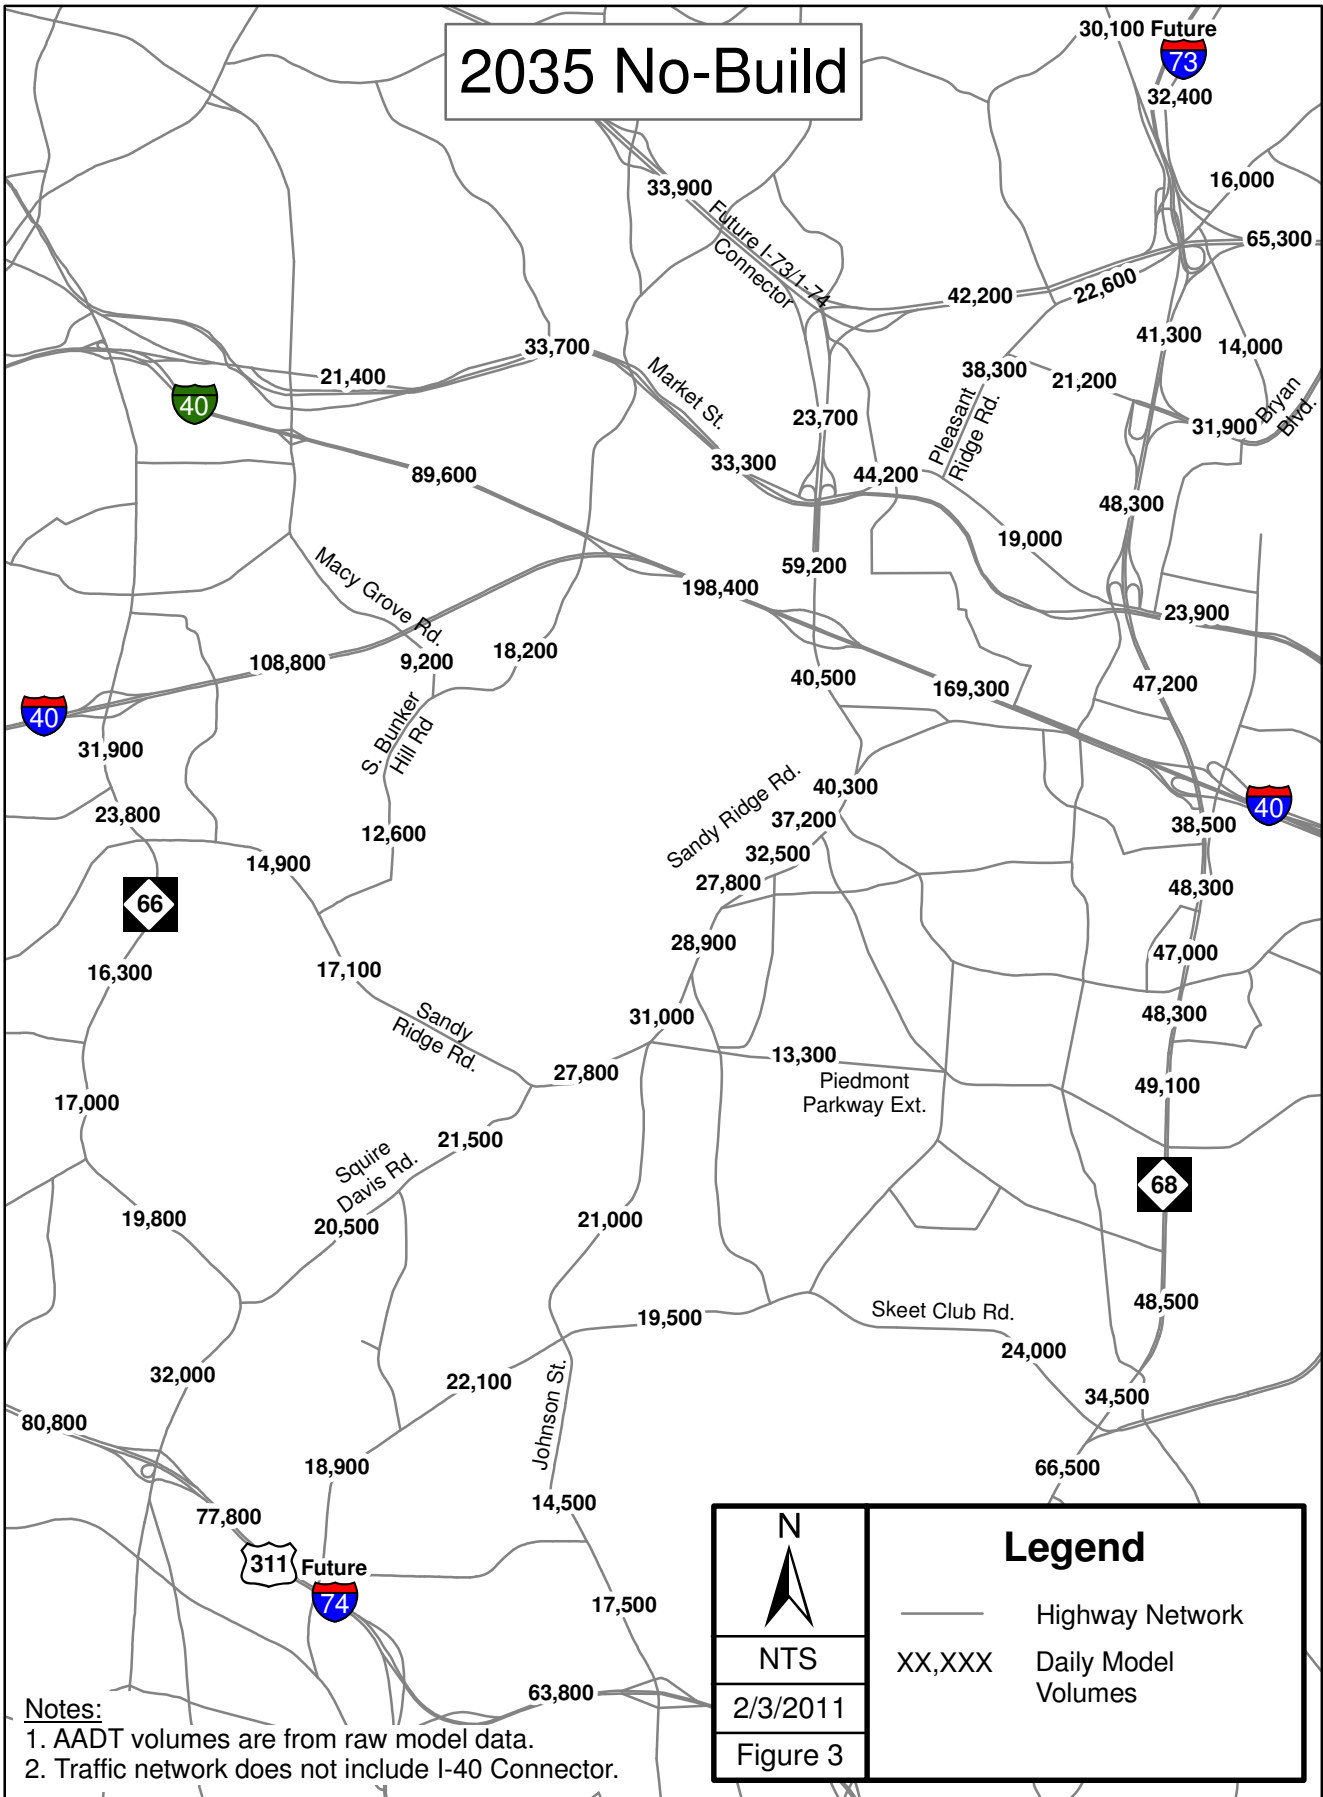 2035 No-Build
30,100 Future
73
32,400
16,000
33,900
65,300
Future I-73/1-74
Connector
42,200
22,600
41,300
14,000
33,700
21,400
38,300
21,200
40
Market St.
23,700
Pleasant
Ridge Rd.
31,900
Bryan
Blvd.
89,600
33,300
44,200
48,300
19,000
Macy Grove Rd.
59,200
198,400
23,900
108,800
9,200
18,200
40,500
169,300
47,200
40
S. Bunker
Hill Rd
31,900
40,300
40
23,800
12,600
Sandy Ridge Rd.
37,200
38,500
14,900
32,500
27,800
48,300
66
28,900
47,000
16,300
17,100
31,000
48,300
Sandy
Ridge Rd.
27,800
13,300
Piedmont
Parkway Ext.
49,100
17,000
21,500
Squire
Davis Rd.
68
19,800
20,500
21,000
48,500
19,500
Skeet Club Rd.
24,000
32,000
22,100
Johnson St.
34,500
80,800
18,900
66,500
77,800
14,500
311 Future
74
17,500
63,800
N
NTS
2/3/2011
Figure 3
Legend
Highway Network
XX,XXX Daily Model
Volumes
Notes:
1. AADT volumes are from raw model data.
2. Traffic network does not include I-40 Connector.